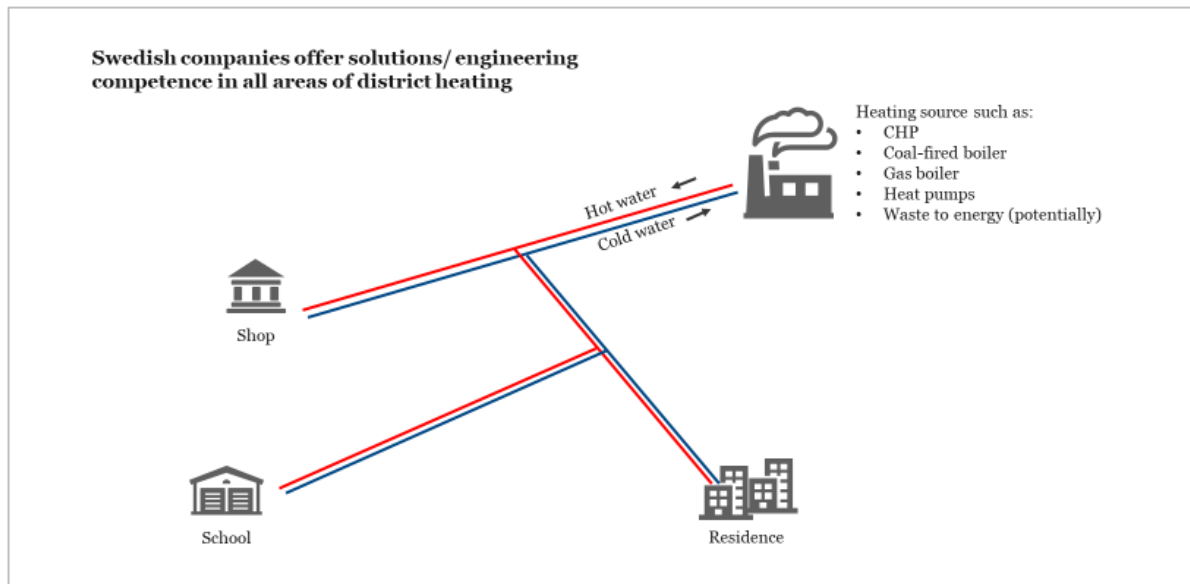 Swedish companies offer solutions/ engineering
competence in all areas of district heating
Heating source such as:
• CHP
• Coal-fired boiler
• Gas boiler
• Heat pumps
• Waste to energy (potentially)
Hot water
Cold water
Shop
School
Residence